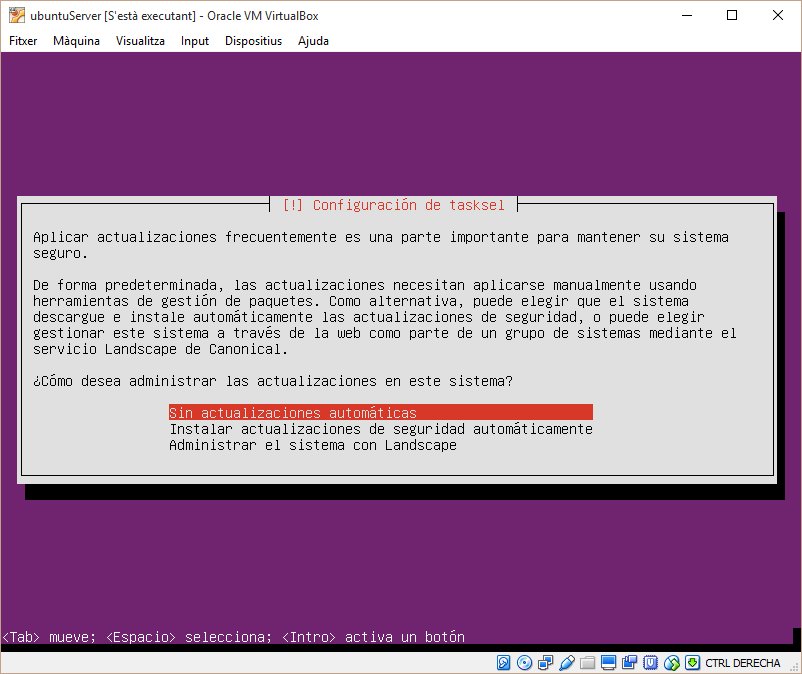 ubuntuServer [S'està executant] - Oracle VM VirtualBox
Fitxer Màquina Visualitza Input Dispositius Ajuda
[!] Configuración de tasksel
Aplicar actualizaciones frecuentemente es una parte importante para mantener su sistema
seguro.
De forma predeterminada, las actualizaciones necesitan aplicarse manualmente usando
herramientas de gestión de paquetes. Como alternativa, puede elegir que el sistema
descargue e instale automáticamente las actualizaciones de seguridad, o puede elegir
gestionar este sistema a través de la web como parte de un grupo de sistemas mediante el
servicio Landscape de Canonical.
¿Cómo desea administrar las actualizaciones en este sistema?
Sin actualizaciones automáticas
Instalar actualizaciones de seguridad automáticamente
Administrar el sistema con Landscape
<Tab> mueve; <Espacio> selecciona; <Intro> activa un botón
CTRL DERECHA